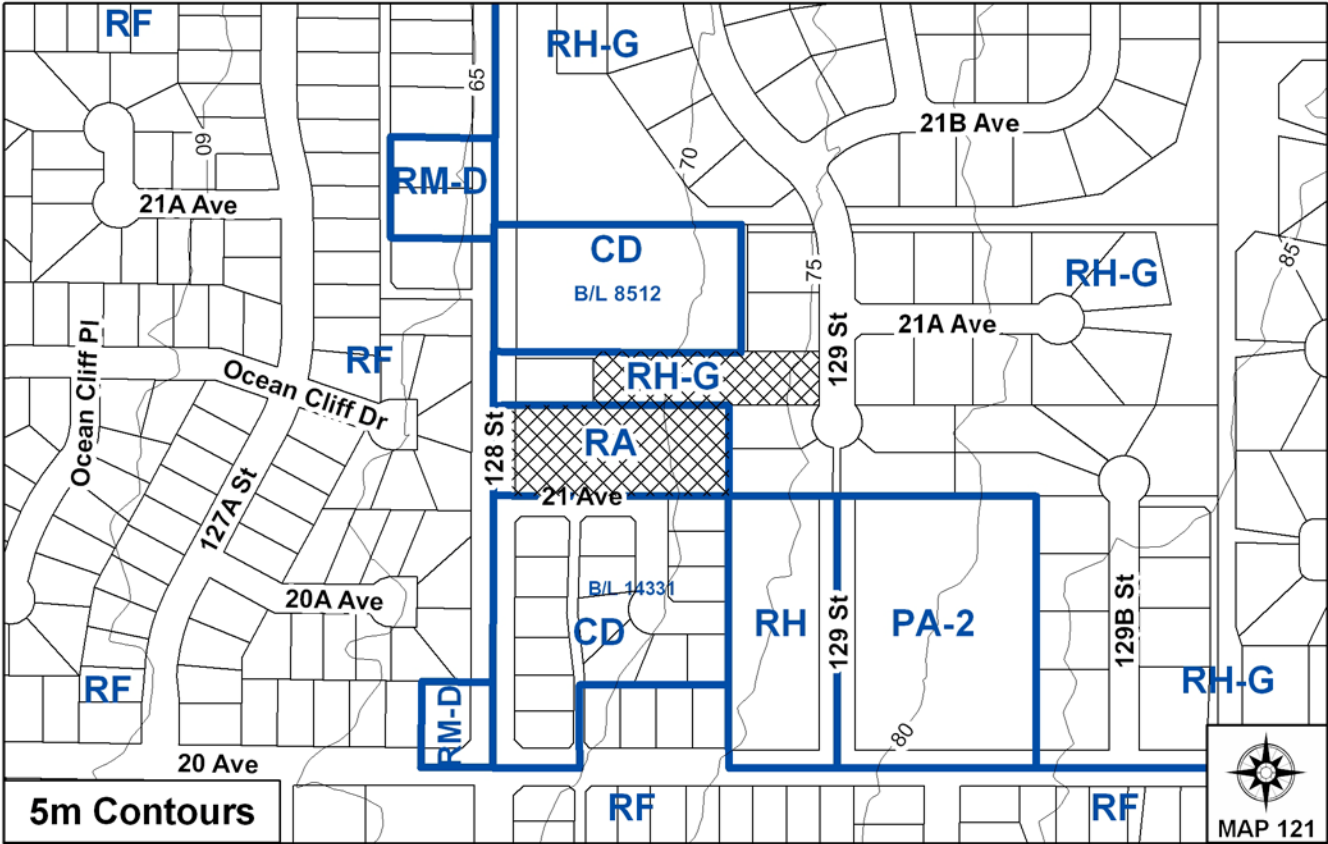 RF
RH-G
65
21B Ave
60
70
RM-D
21A Ave
CD
B/L 8512
75
RH-G
85
129 St
21A Ave
Ocean Cliff Pl
RF
Ocean Cliff Dr
RH-G
128 St
RA
127A St
21 Ave
20A Ave
B/L 14331
CD
RH
129 St
PA-2
129B St
RF
RM-D
RH-G
80
20 Ave
5m Contours
RF
RF
MAP 121